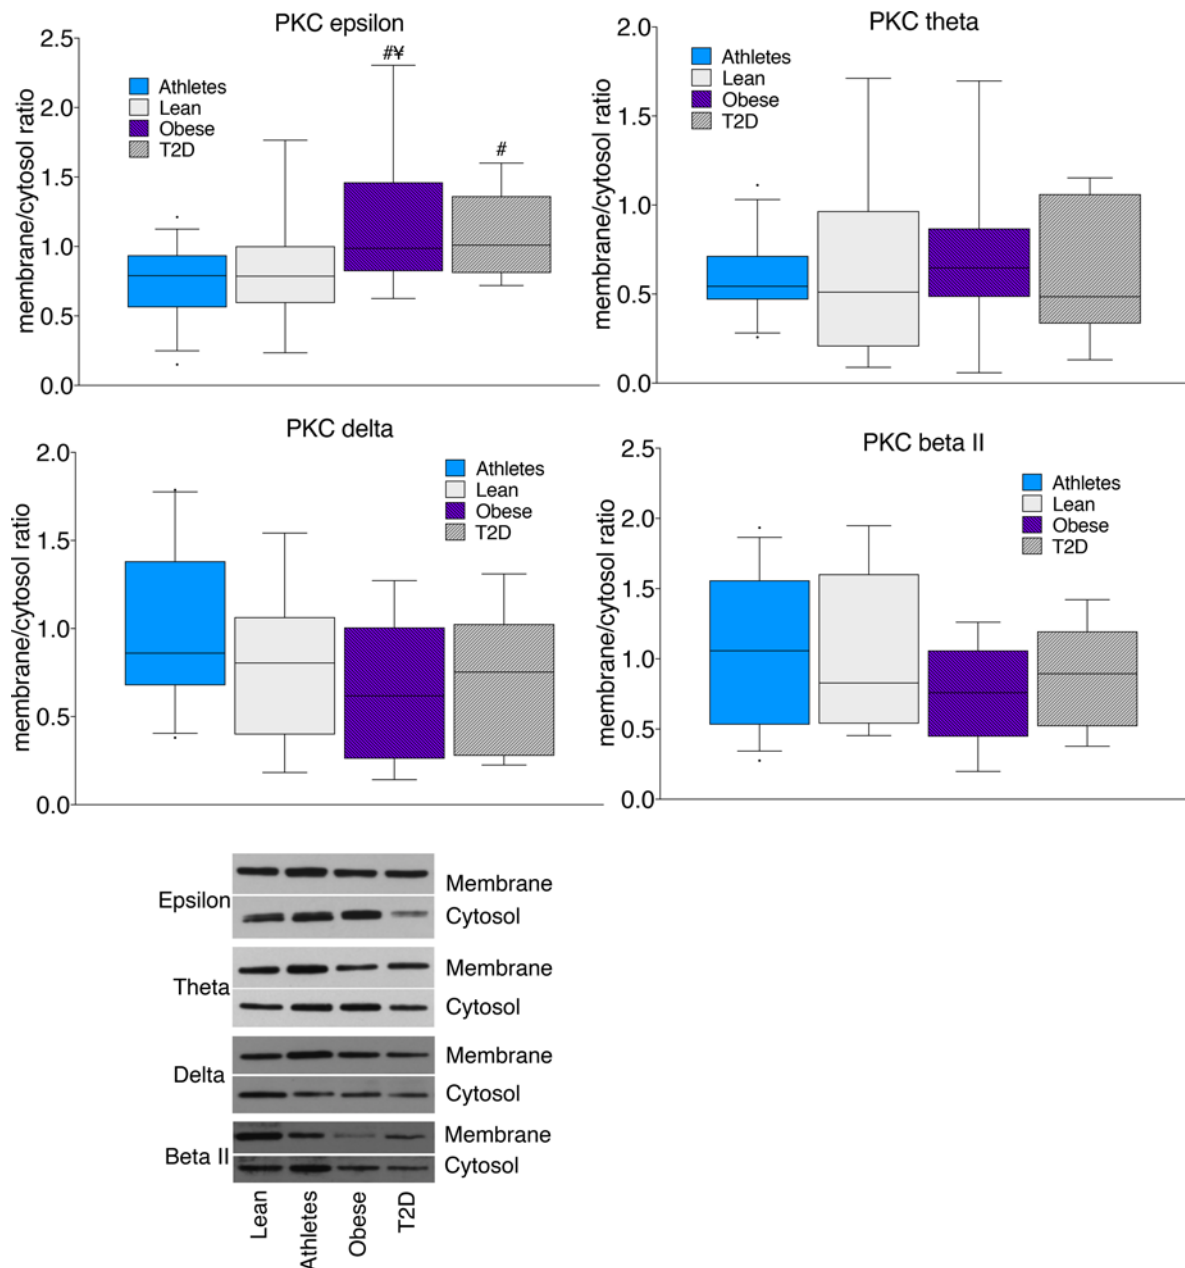 PKC epsilon
membrane/cytosol ratio
2.5
2.0
1.5
1.0
0.5
0.0
Athletes
Lean
Obese
T2D
#¥
#
PKC theta
membrane/cytosol ratio
2.0
1.5
1.0
0.5
0.0
Athletes
Lean
Obese
T2D
PKC delta
membrane/cytosol ratio
2.0
1.5
1.0
0.5
0.0
Athletes
Lean
Obese
T2D
PKC beta II
membrane/cytosol ratio
2.5
2.0
1.5
1.0
0.5
0.0
Athletes
Lean
Obese
T2D
Epsilon
Membrane
Cytosol
Theta
Membrane
Cytosol
Delta
Membrane
Cytosol
Beta II
Membrane
Cytosol
Lean
Athletes
Obese
T2D